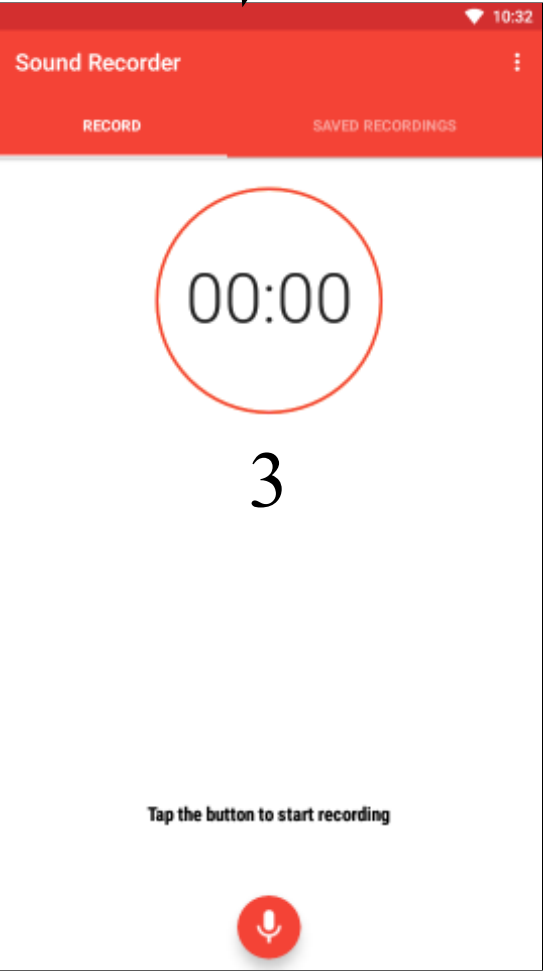 10:32
Sound Recorder
RECORD SAVED RECORDINGS
00:00
3
Tap the button to start recording